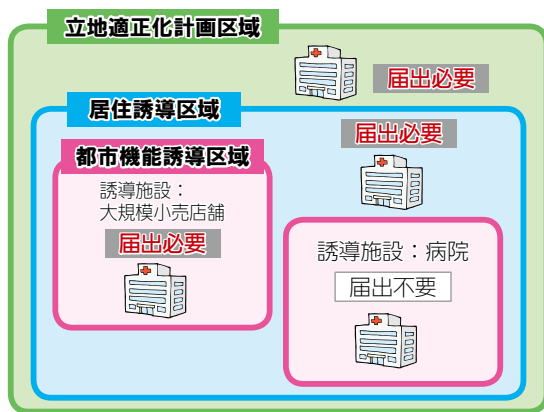 立地適正化計画区域
届出必要
居住誘導区域
届出必要
都市機能誘導区域
誘導施設：
大規模小売店舗
届出必要
誘導施設：病院
届出不要